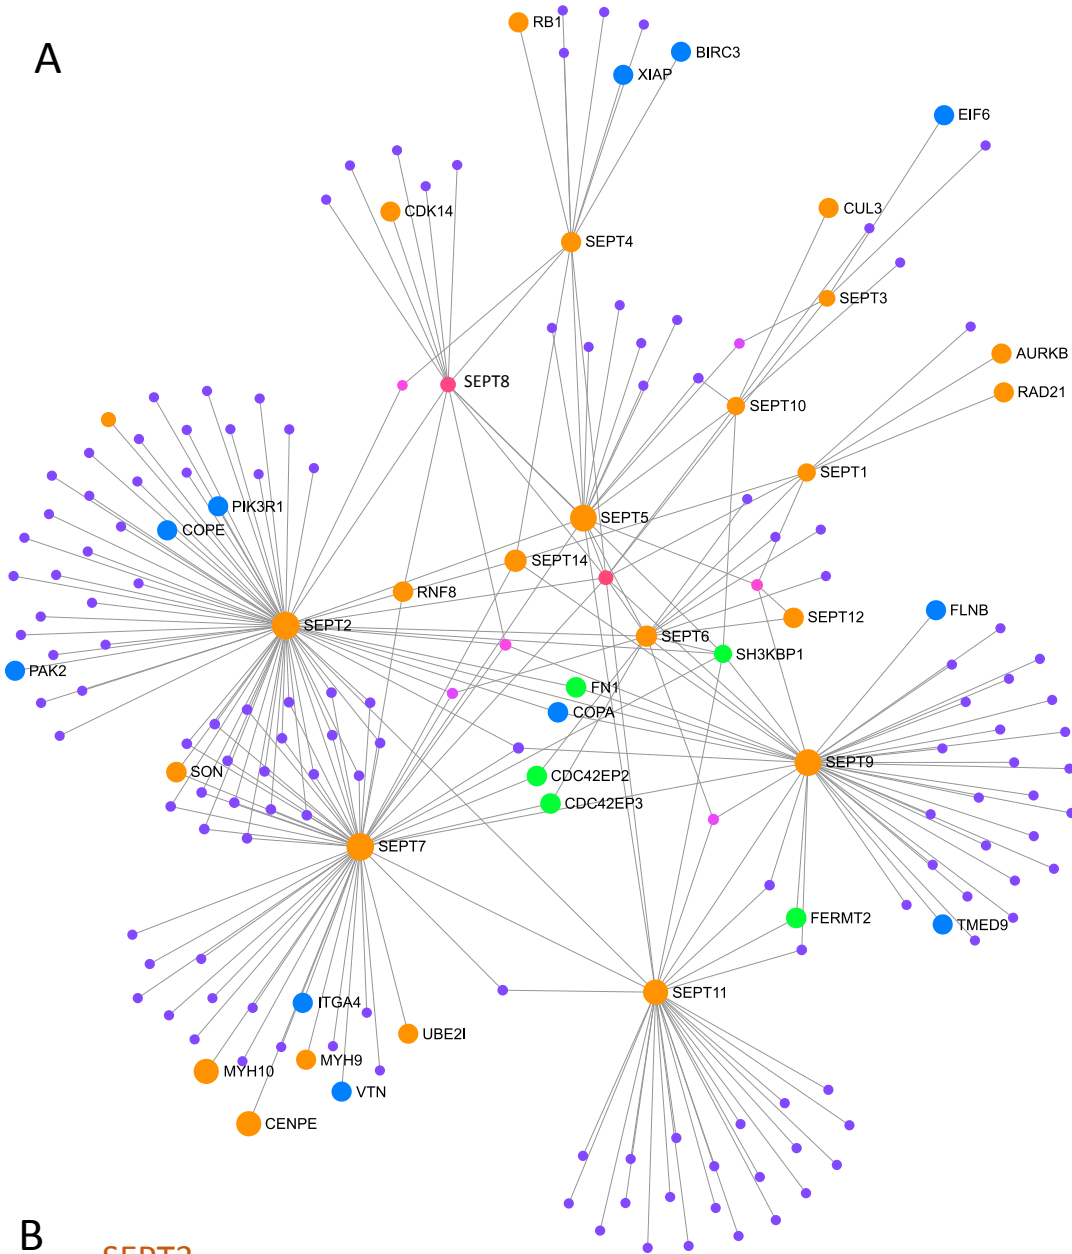 A
RB1
BIRC3
XIAP
EIF6
CDK14
CUL3
SEPT4
SEPT3
AURKB
SEPT8
RAD21
SEPT10
SEPT1
PIK3R1
SEPT5
COPE
SEPT14
RNF8
FLNB
SEPT12
SEPT2
SEPT6
SH3KBP1
PAK2
FN1
COPA
SEPT9
SON
CDC42EP2
CDC42EP3
SEPT7
FERMT2
TMED9
SEPT11
ITGA4
UBE2I
MYH9
MYH10
VTN
CENPE
B
SEPT2